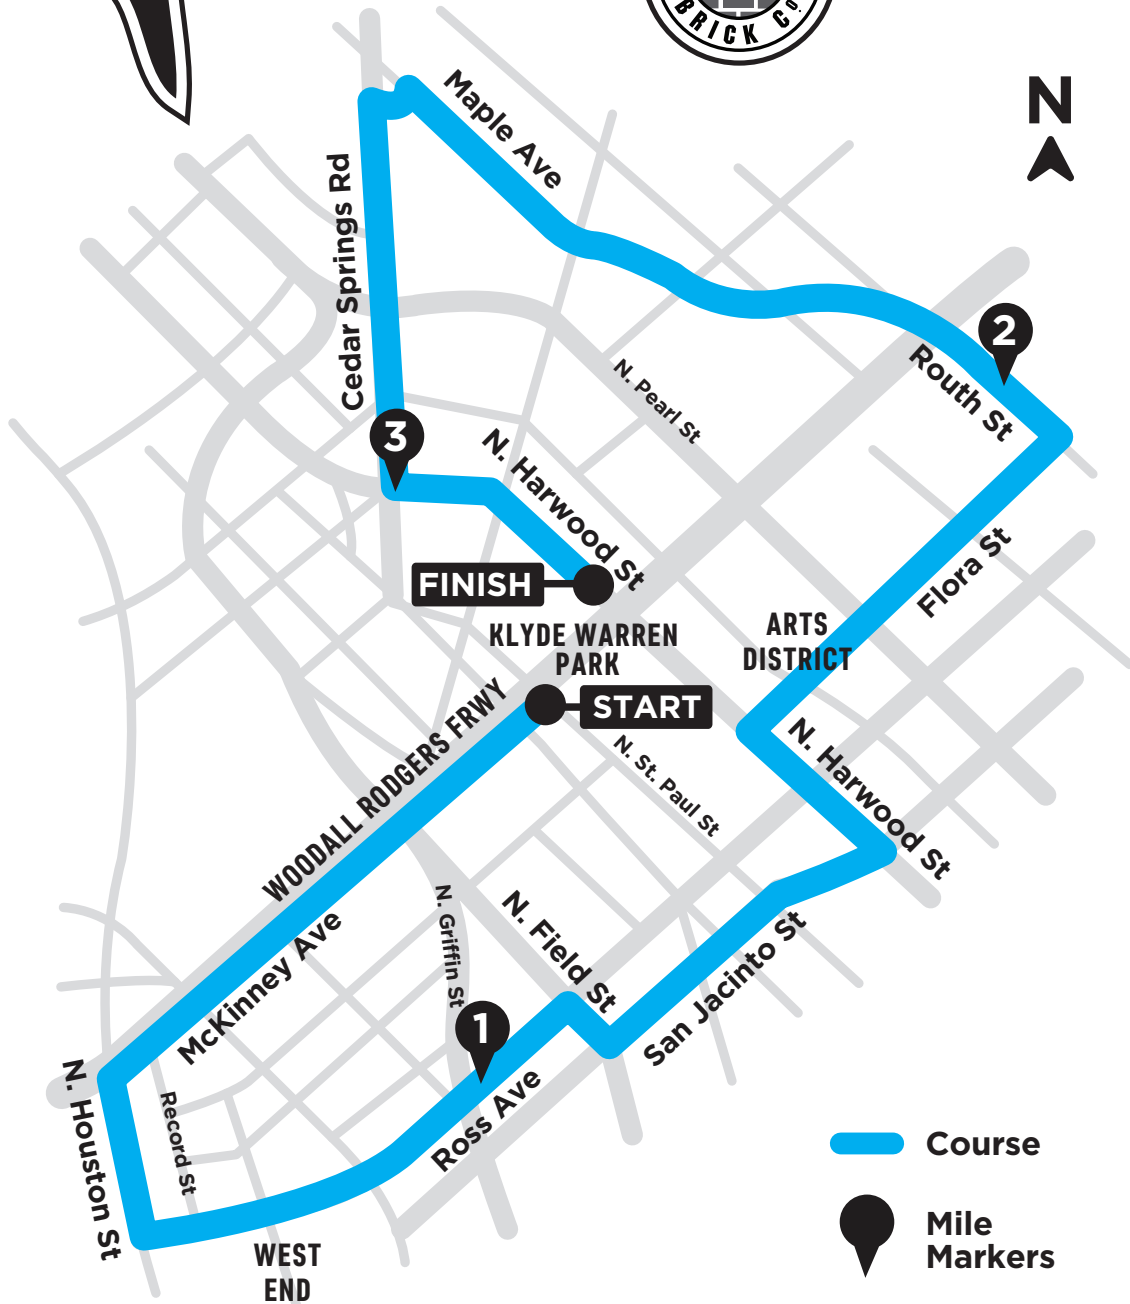 BRICK CO.
N
Maple Ave
Cedar Springs Rd
2
Routh St
N. Pearl St
3
N. Harwood St
Flora St
FINISH
KLYDE WARREN
PARK
ARTS
DISTRICT
START
WOODALL RODGERS FRWY
N. St. Paul St
N. Harwood St
McKinney Ave
N. Griffin St
N. Field St
San Jacinto St
1
Ross Ave
N. Houston St
Record St
WEST
END
Course
Mile
Markers